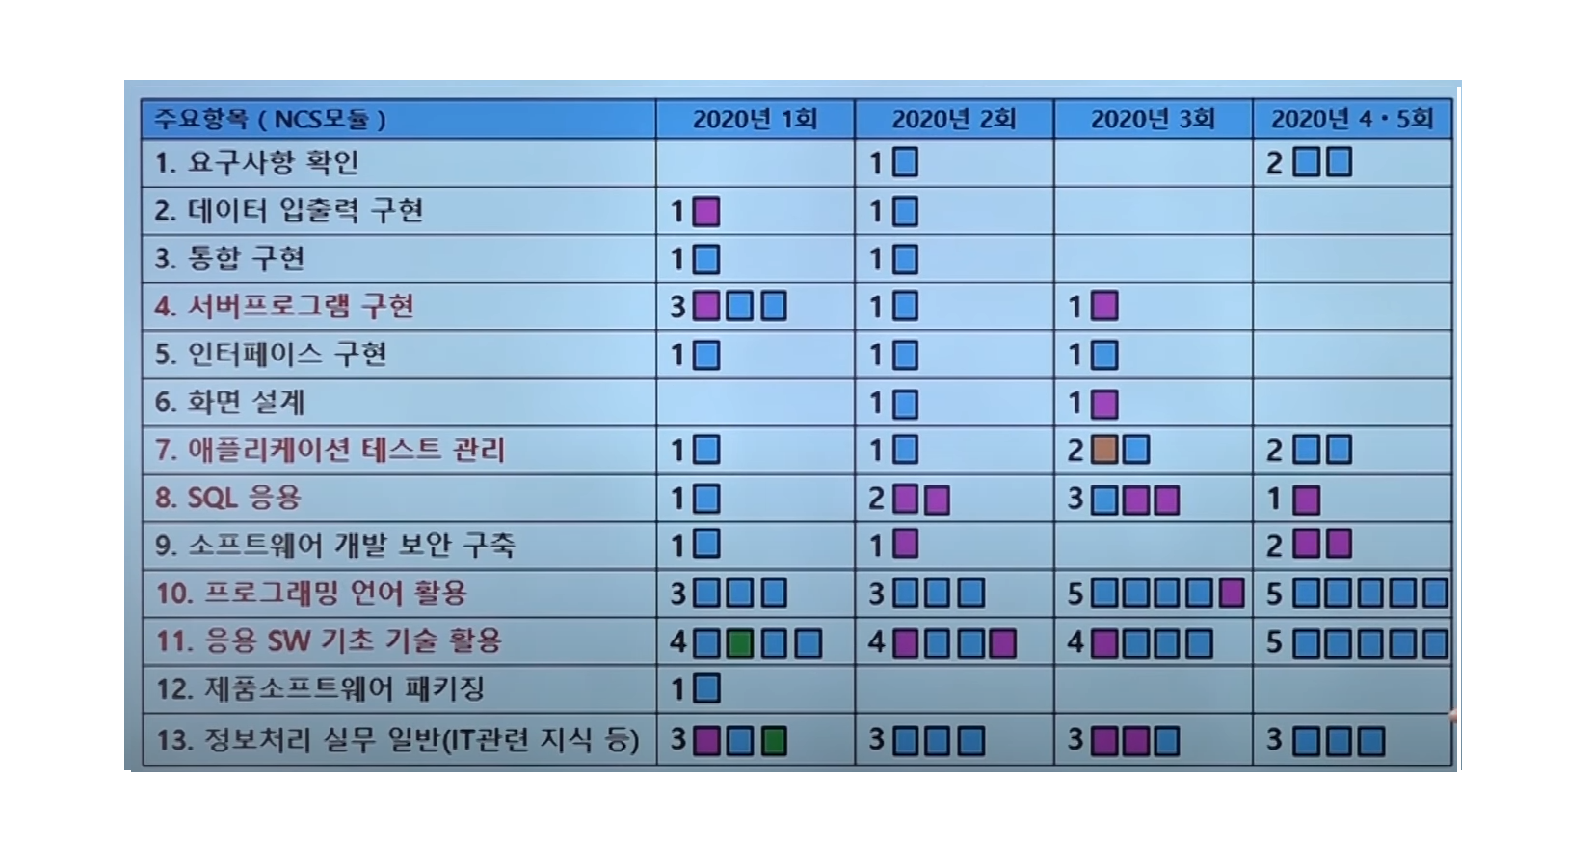 주요항목 ( NCS모듈 ) 2020년 1회 2020년 2회 2020년 3회 2020년 4・5회
1. 요구사항 확인 1 2
2. 데이터 입출력 구현 1 1
3. 통합 구현 1 1
4. 서버프로그램 구현 3 1 1
5. 인터페이스 구현 1 1 1
6. 화면 설계 1 1
7. 애플리케이션 테스트 관리 1 1 2 2
8. SQL 응용 1 2 3 1
9. 소프트웨어 개발 보안 구축 1 1 2
10. 프로그래밍 언어 활용 3 3 5 5
11. 응용 SW 기초 기술 활용 4 4 4 5
12. 제품소프트웨어 패키징 1
13. 정보처리 실무 일반(IT관련 지식 등) 3 3 3 3